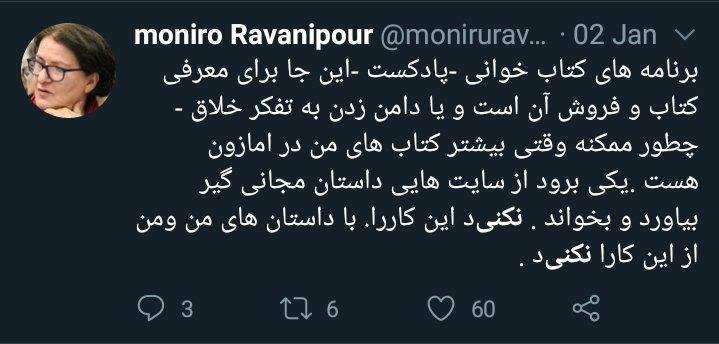 moniro Ravanipour @monirurav... · 02 Jan
برنامه های کتاب خوانی -پادکست -این جا برای معرفی
کتاب و فروش آن است و یا دامن زدن به تفکر خلاق -
چطور ممکنه وقتی بیشتر کتاب های من در امازون
هست .یکی برود از سایت هایی داستان مجانی گیر
بیاورد و بخواند . نکنید این کاررا. با داستان های من ومن
از این کارا نکنید .
3 6 60